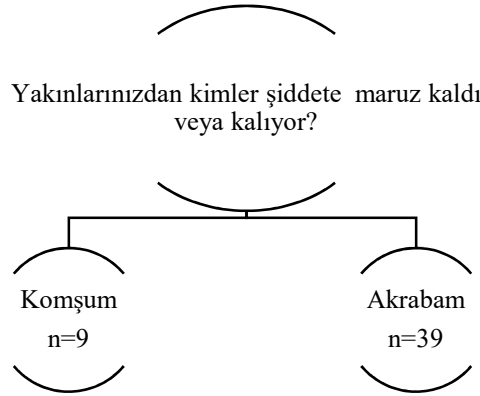 Yakınlarınızdan kimler şiddete maruz kaldı
veya kalıyor?
Komşum
n=9
Akrabam
n=39